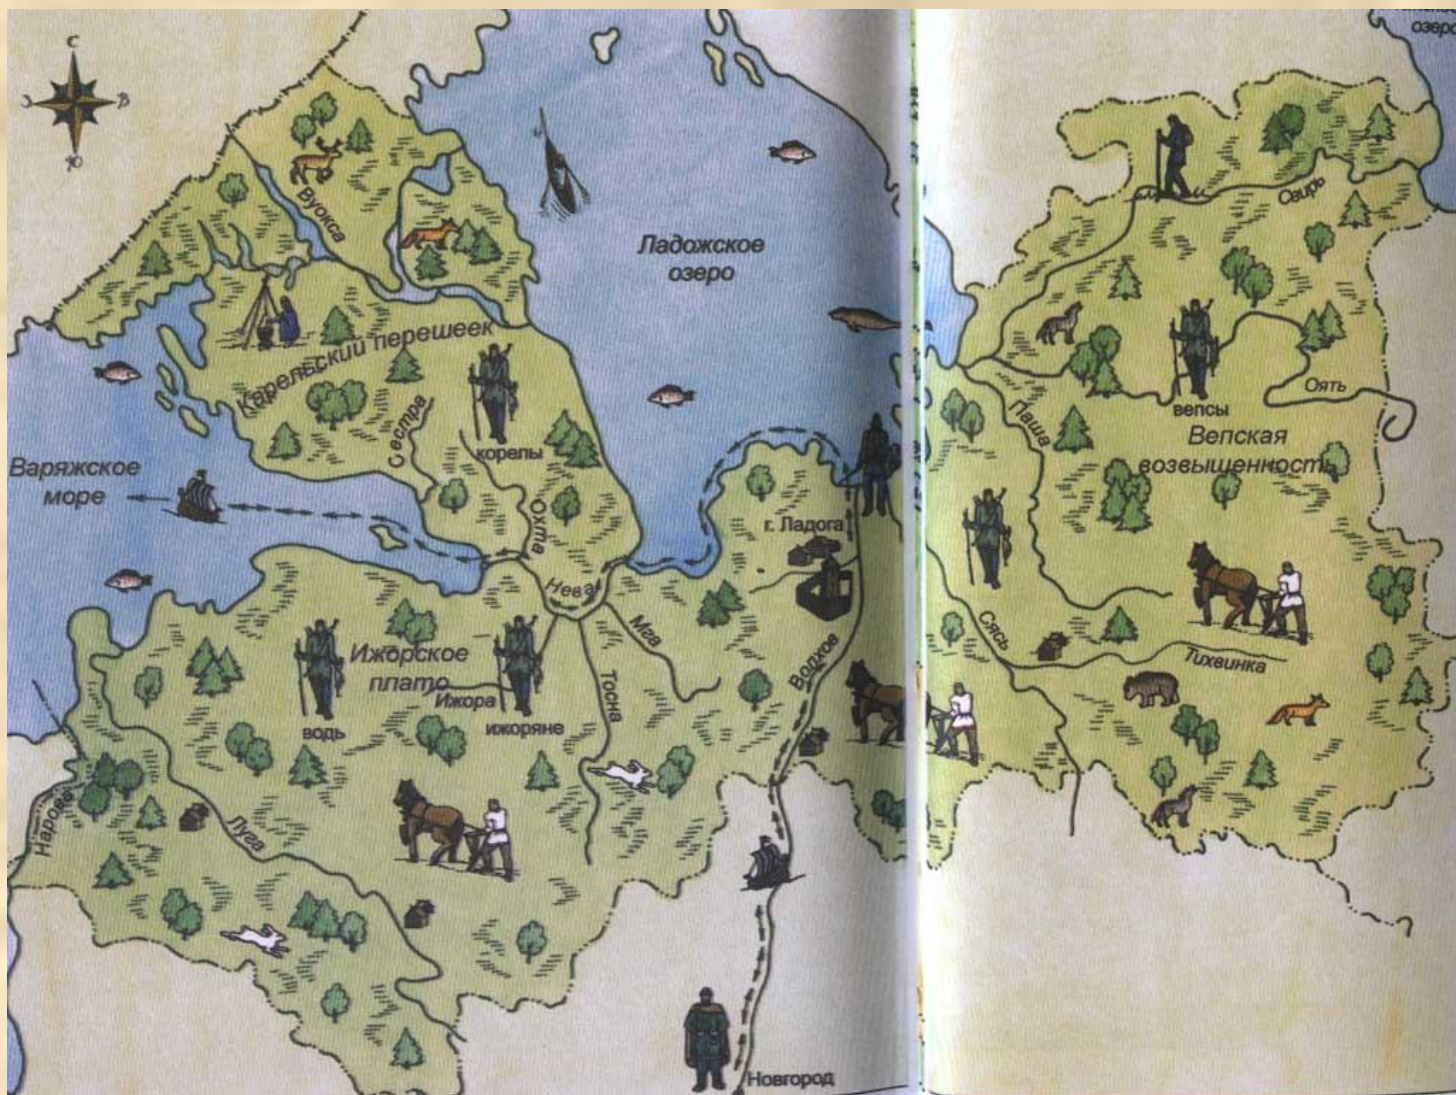 С
В
Ю
озеро
Вуокса
Ладожское
озеро
Свирь
Карельский перешеек
Сестра
корелы
Оять
вепсы
Паша
Вепская
возвышенность
Варяжское
море
Охта
г. Ладога
Нева
Мга
Сясь
Тихвинка
Ижорское
плато
Ижора
Тосна
Волхов
водь
ижоряне
Нарова
Луга
Новгород